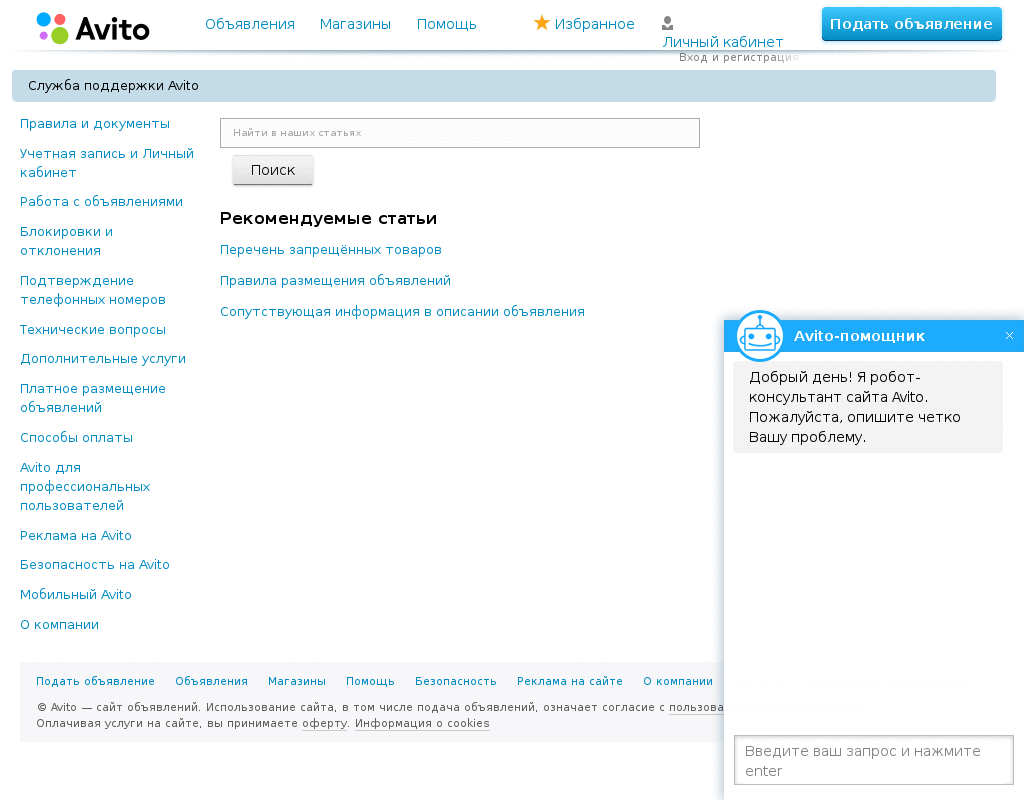 Avito
Объявления Магазины Помощь Избранное
Личный кабинет
Вход и регистрация
Подать объявление
Служба поддержки Avito
Правила и документы
Учетная запись и Личный
кабинет
Работа с объявлениями
Блокировки и
отклонения
Подтверждение
телефонных номеров
Технические вопросы
Дополнительные услуги
Платное размещение
объявлений
Способы оплаты
Avito для
профессиональных
пользователей
Реклама на Avito
Безопасность на Avito
Мобильный Avito
О компании
Найти в наших статьях
Поиск
Рекомендуемые статьи
Перечень запрещённых товаров
Правила размещения объявлений
Сопутствующая информация в описании объявления
Avito-помощник ×
Добрый день! Я робот-
консультант сайта Avito.
Пожалуйста, опишите четко
Вашу проблему.
Введите ваш запрос и нажмите
enter
Подать объявление Объявления Магазины Помощь Безопасность Реклама на сайте О компании
© Avito — сайт объявлений. Использование сайта, в том числе подача объявлений, означает согласие с
Оплачивая услуги на сайте, вы принимаете оферту. Информация о cookies